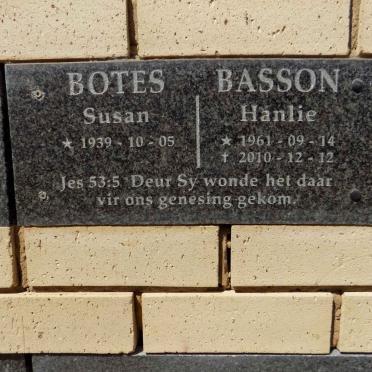 BOTES BASSON
Susan Hanlie
★ 1939 - 10 - 05 ★ 1961 - 09 - 14
✝ 2010 - 12 - 12
Jes 53:5 Deur Sy wonde het daar
vir ons genesing gekom.